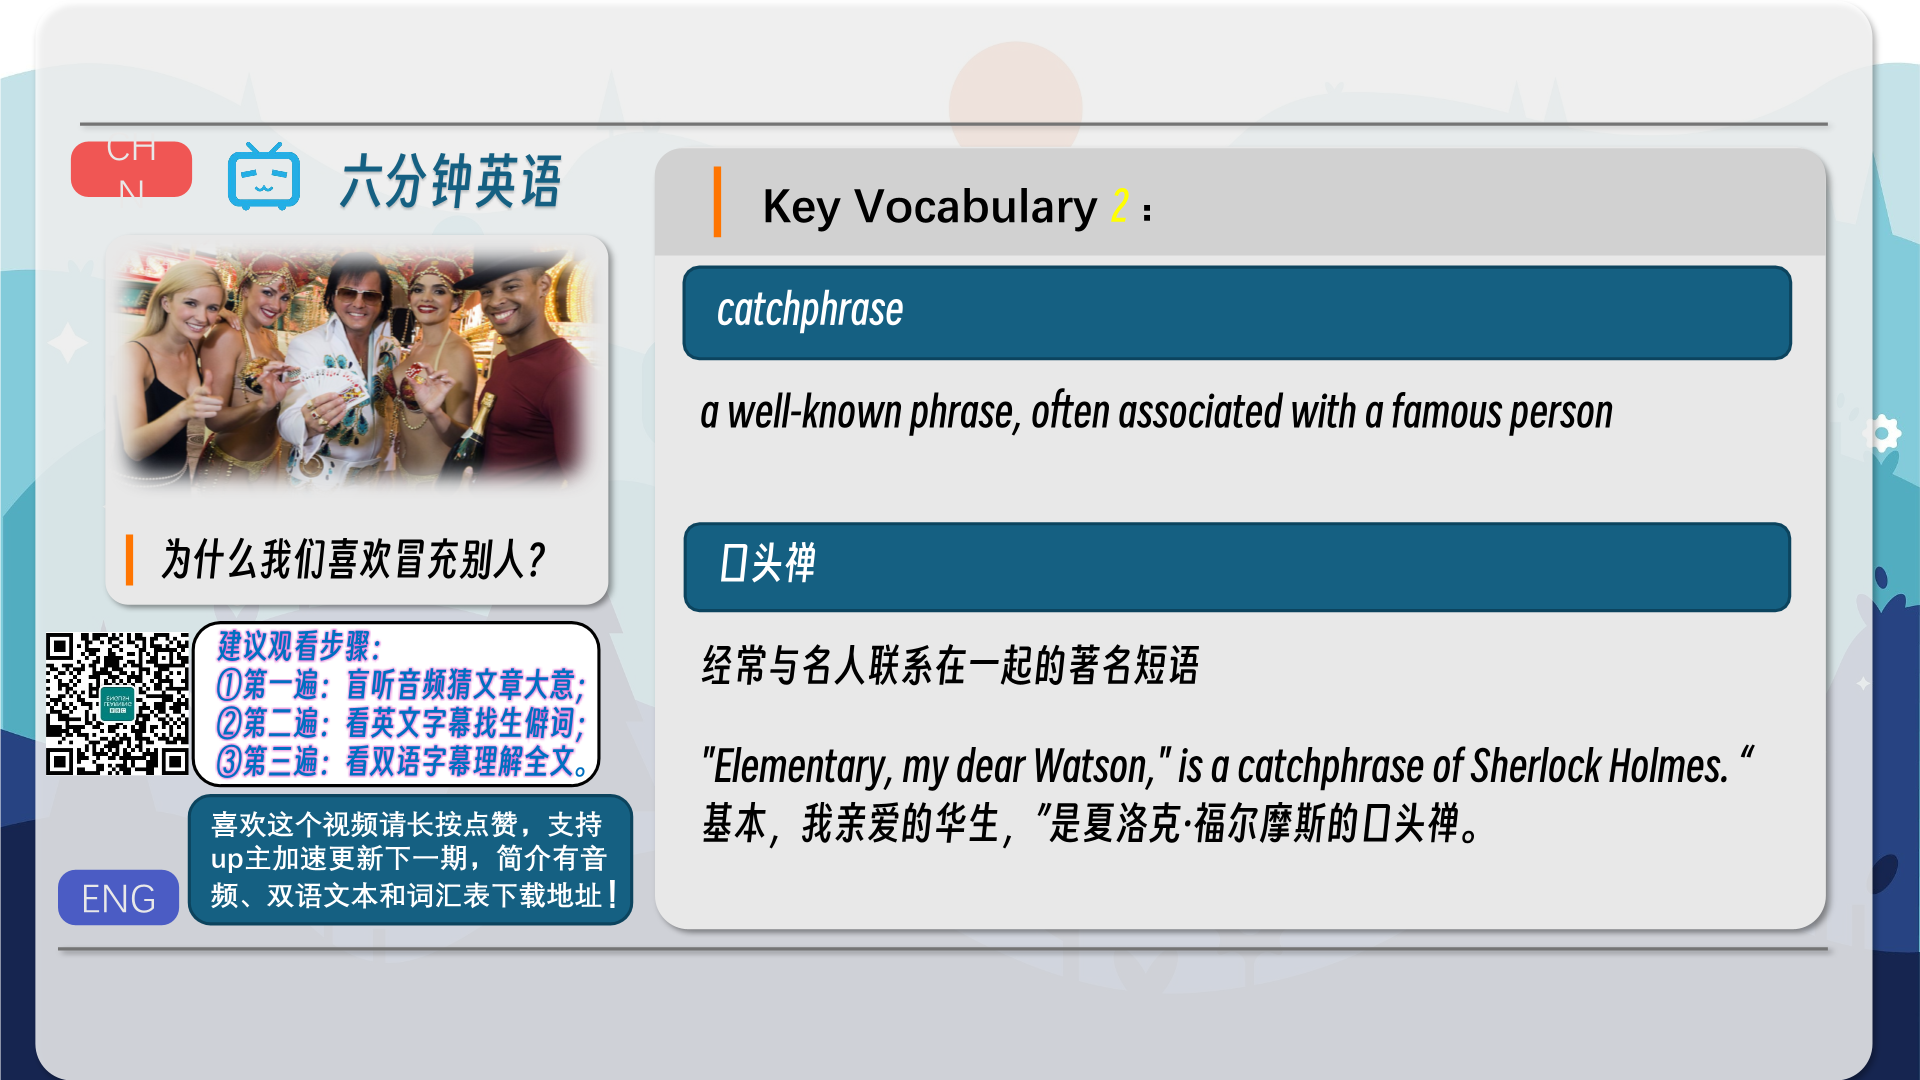 CH
N
六分钟英语
为什么我们喜欢冒充别人？
建议观看步骤：
①第一遍：盲听音频猜文章大意；
②第二遍：看英文字幕找生僻词；
③第三遍：看双语字幕理解全文。
喜欢这个视频请长按点赞，支持
up主加速更新下一期，简介有音
频、双语文本和词汇表下载地址！
ENG
Key Vocabulary 2：
catchphrase
a well-known phrase, often associated with a famous person
口头禅
经常与名人联系在一起的著名短语
"Elementary, my dear Watson," is a catchphrase of Sherlock Holmes. “
基本，我亲爱的华生，”是夏洛克·福尔摩斯的口头禅。